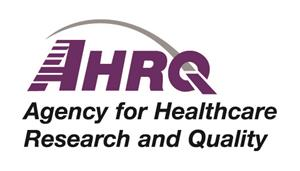 AHRQ
Agency for Healthcare
Research and Quality